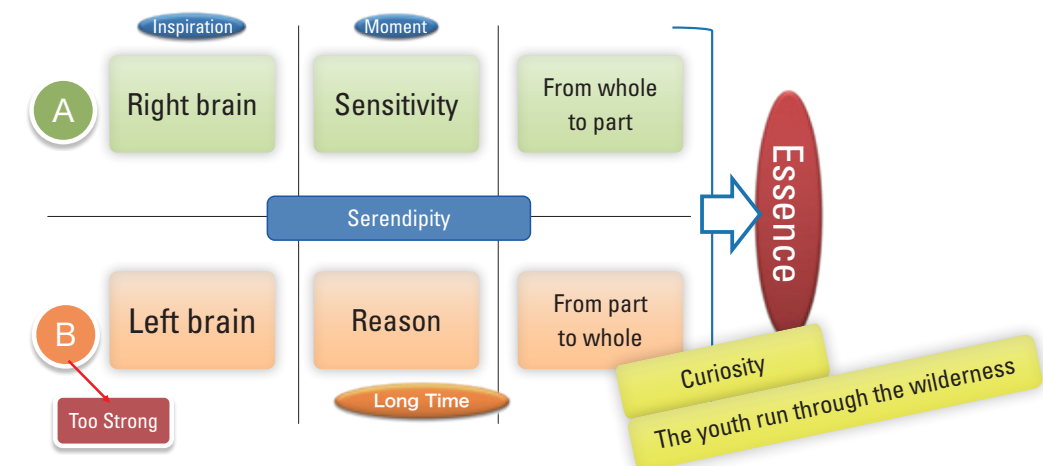 Inspiration
Moment
A
Right brain
Sensitivity
From whole
to part
Essence
Serendipity
B
Left brain
Reason
From part
to whole
Curiosity
The youth run through the wilderness
Long Time
Too Strong